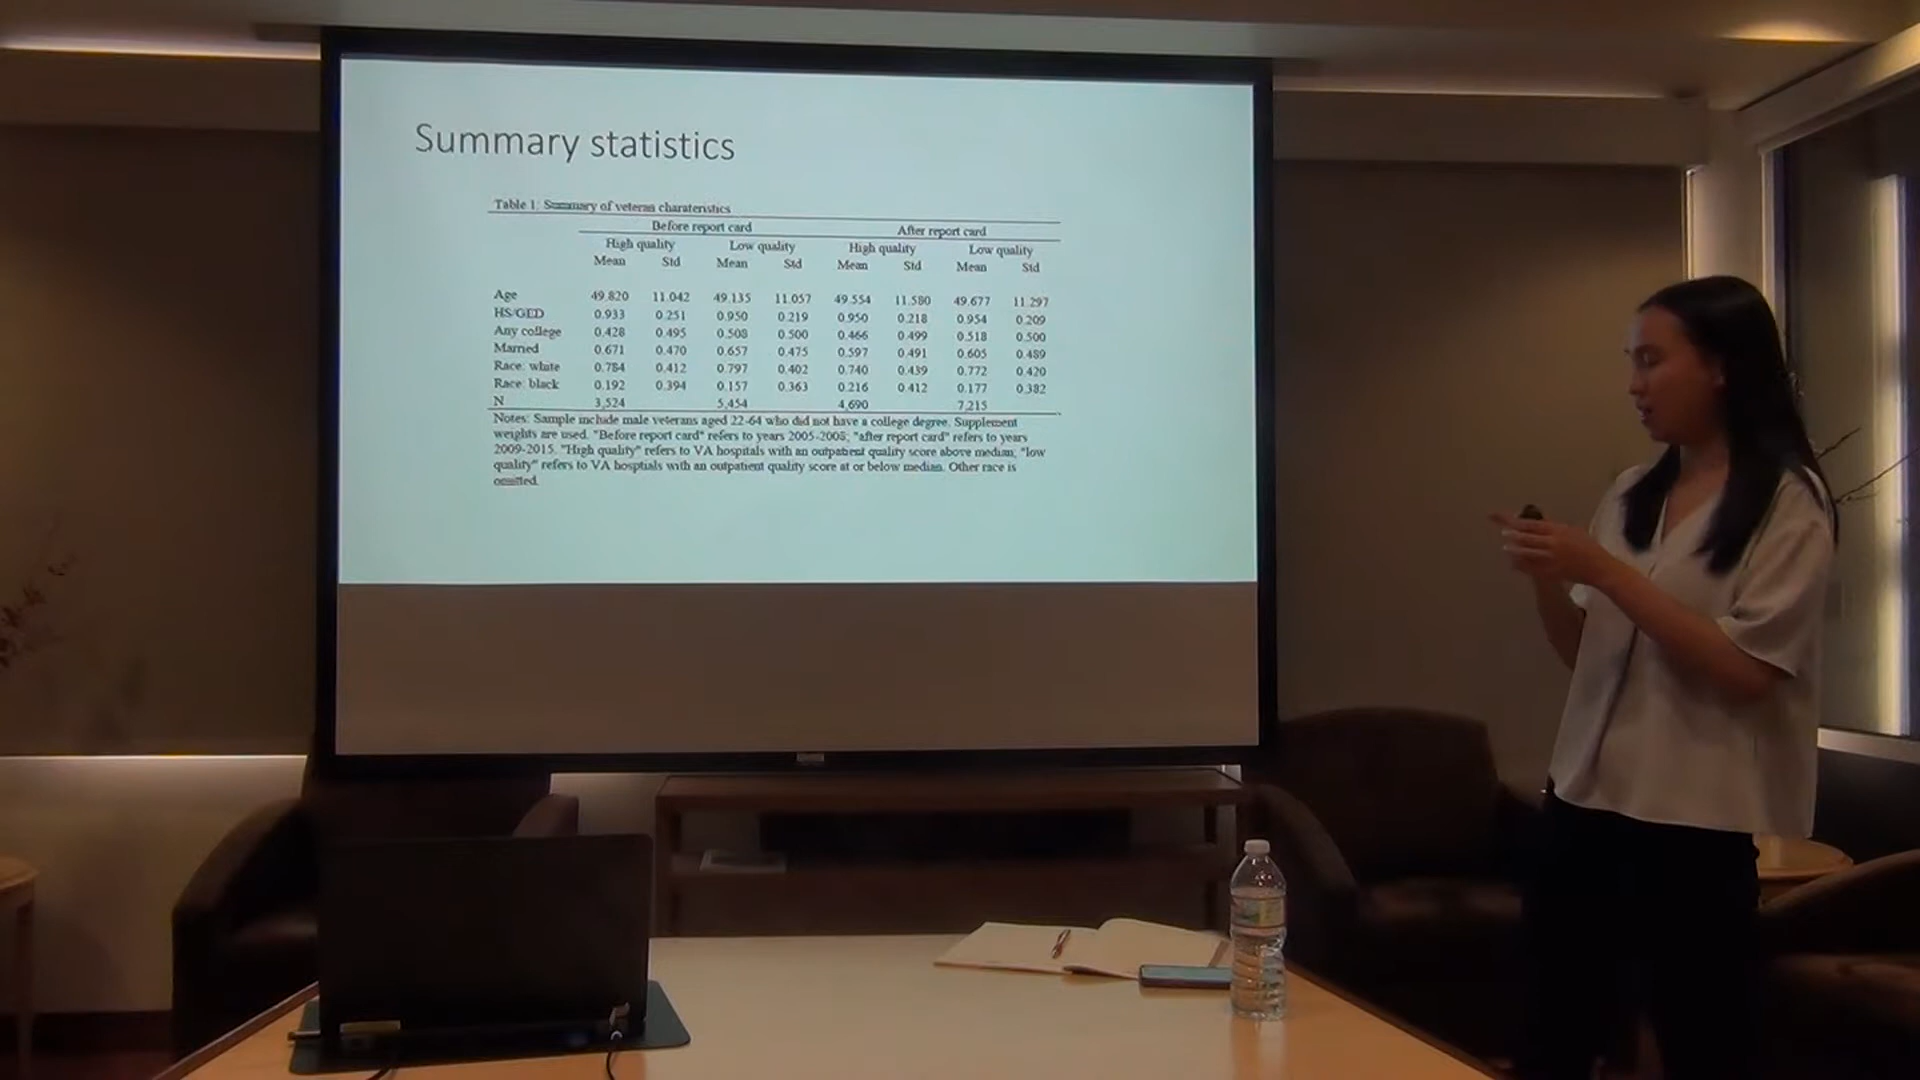 Summary statistics
Table 1: Summary of veteran charateristics
Before report card After report card
High quality Low quality High quality Low quality
Mean Std Mean Std Mean Std Mean Std
Age 49.820 11.042 49.135 11.057 49.554 11.580 49.677 11.297
HS/GED 0.933 0.251 0.950 0.219 0.950 0.218 0.954 0.209
Any college 0.428 0.495 0.508 0.500 0.466 0.499 0.518 0.500
Married 0.671 0.470 0.657 0.475 0.597 0.491 0.605 0.489
Race: white 0.784 0.412 0.797 0.402 0.740 0.439 0.772 0.420
Race: black 0.192 0.394 0.157 0.363 0.216 0.412 0.177 0.382
N 3,524 5,454 4,690 7,215
Notes: Sample include male veterans aged 22-64 who did not have a college degree. Supplement
weights are used. "Before report card" refers to years 2005-2008; "after report card" refers to years
2009-2015. "High quality" refers to VA hospitals with an outpatient quality score above median; "low
quality" refers to VA hosptials with an outpatient quality score at or below median. Other race is
omitted.